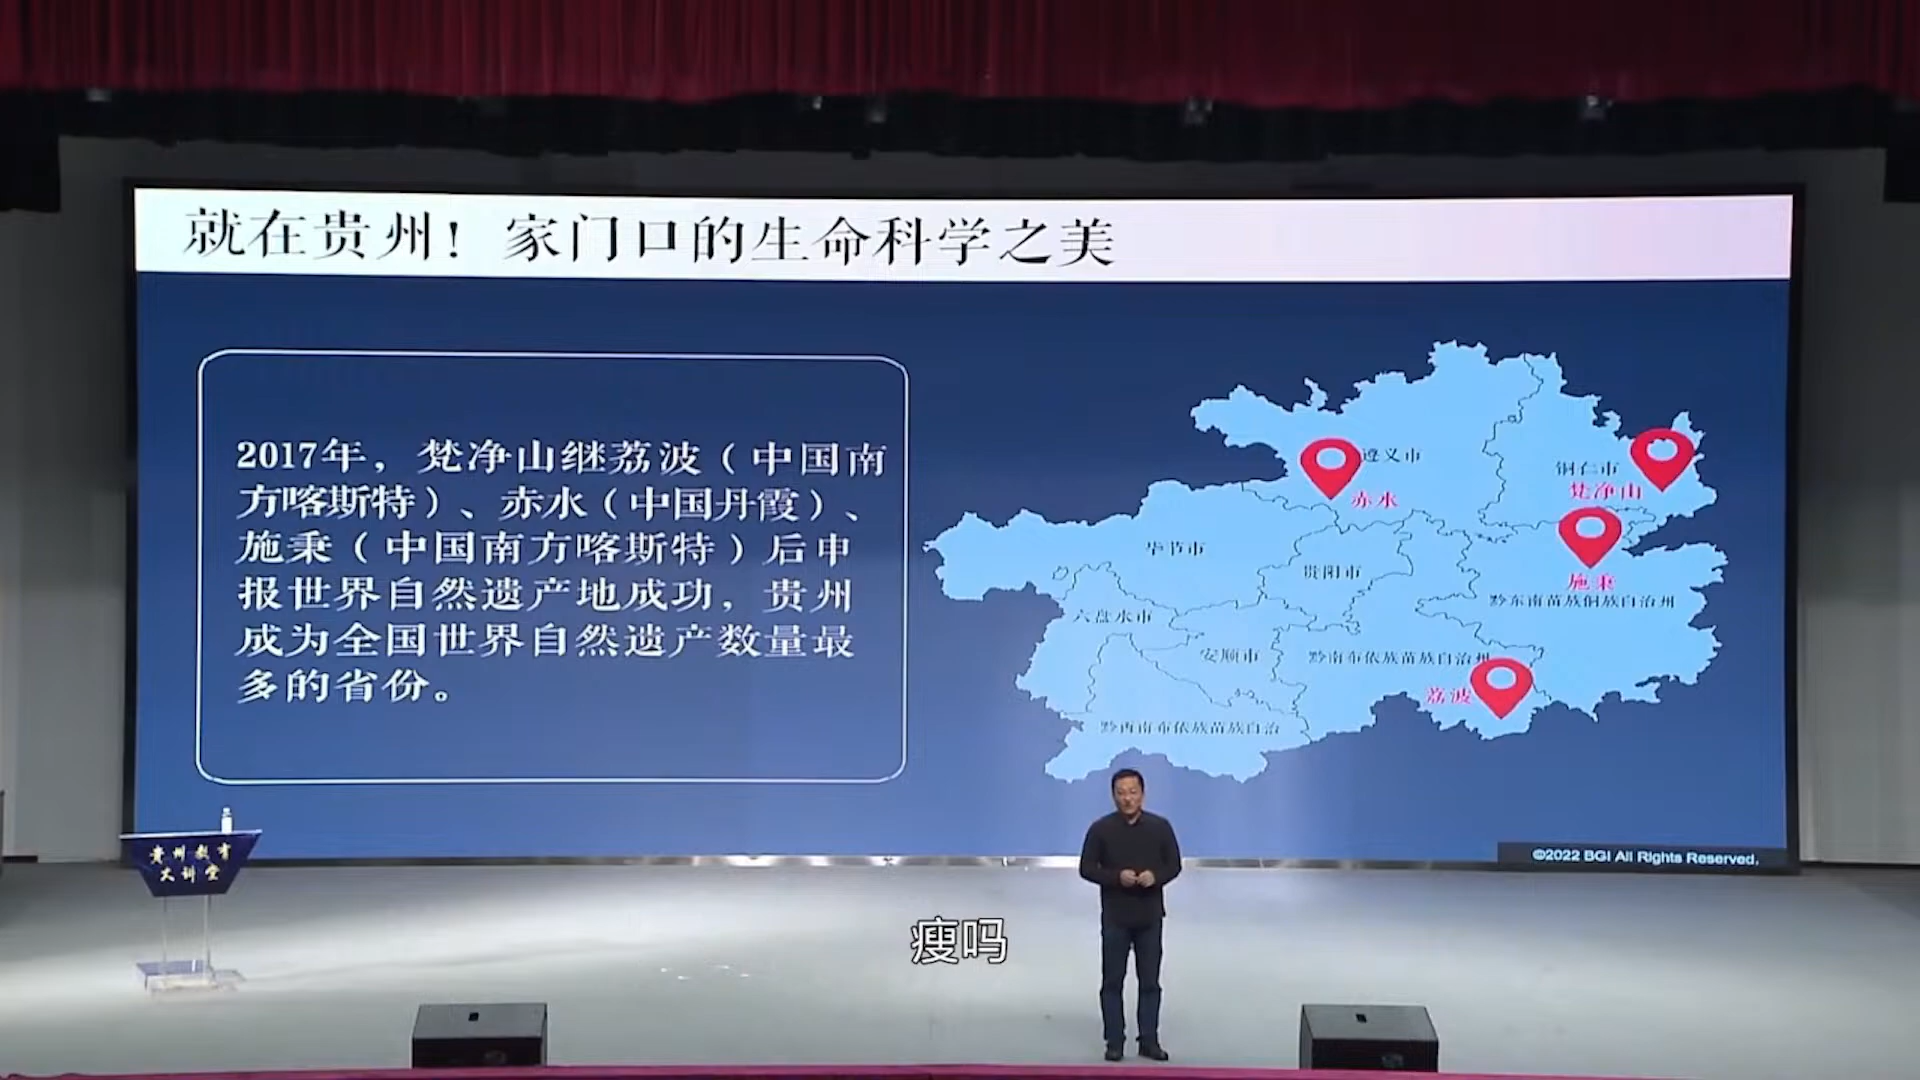 就在贵州！家门口的生命科学之美
2017年，梵净山继荔波（中国南
方喀斯特）、赤水（中国丹霞）、
施秉（中国南方喀斯特）后申
报世界自然遗产地成功，贵州
成为全国世界自然遗产数量最
多的省份。
遵义市
赤水
铜仁市
梵净山
毕节市
贵阳市
施秉
黔东南苗族侗族自治州
六盘水市
安顺市
黔南布依族苗族自治州
荔波
黔西南布依族苗族自治
©2022 BGI All Rights Reserved.
贵州教育
大讲堂
瘦吗